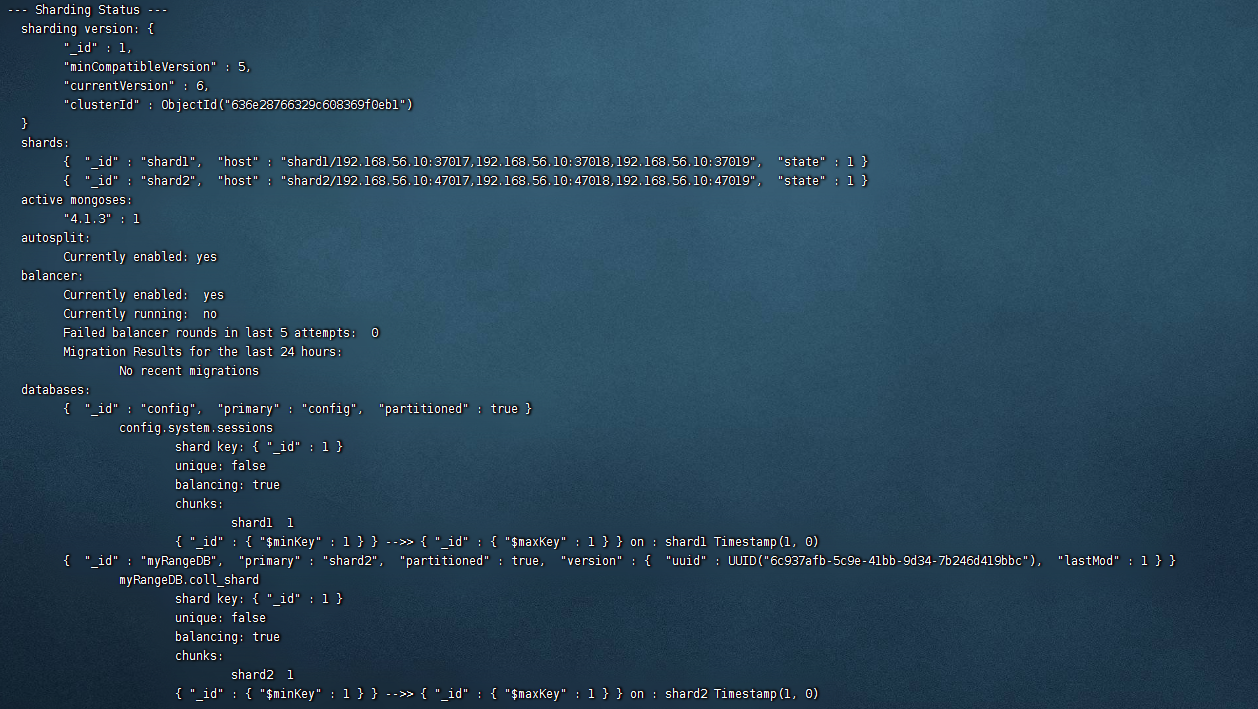 --- Sharding Status ---
sharding version: {
"_id" : 1,
"minCompatibleVersion" : 5,
"currentVersion" : 6,
"clusterId" : ObjectId("636e28766329c608369f0eb1")
}
shards:
{  "_id" : "shard1",  "host" : "shard1/192.168.56.10:37017,192.168.56.10:37018,192.168.56.10:37019",  "state" : 1 }
{  "_id" : "shard2",  "host" : "shard2/192.168.56.10:47017,192.168.56.10:47018,192.168.56.10:47019",  "state" : 1 }
active mongoses:
"4.1.3" : 1
autosplit:
Currently enabled: yes
balancer:
Currently enabled:  yes
Currently running:  no
Failed balancer rounds in last 5 attempts:  0
Migration Results for the last 24 hours:
No recent migrations
databases:
{  "_id" : "config",  "primary" : "config",  "partitioned" : true }
config.system.sessions
shard key: { "_id" : 1 }
unique: false
balancing: true
chunks:
shard1  1
{ "_id" : { "$minKey" : 1 } } -->> { "_id" : { "$maxKey" : 1 } } on : shard1 Timestamp(1, 0)
{  "_id" : "myRangeDB",  "primary" : "shard2",  "partitioned" : true,  "version" : {  "uuid" : UUID("6c937afb-5c9e-41bb-9d34-7b246d419bbc"),  "lastMod" : 1 } }
myRangeDB.coll_shard
shard key: { "_id" : 1 }
unique: false
balancing: true
chunks:
shard2  1
{ "_id" : { "$minKey" : 1 } } -->> { "_id" : { "$maxKey" : 1 } } on : shard2 Timestamp(1, 0)